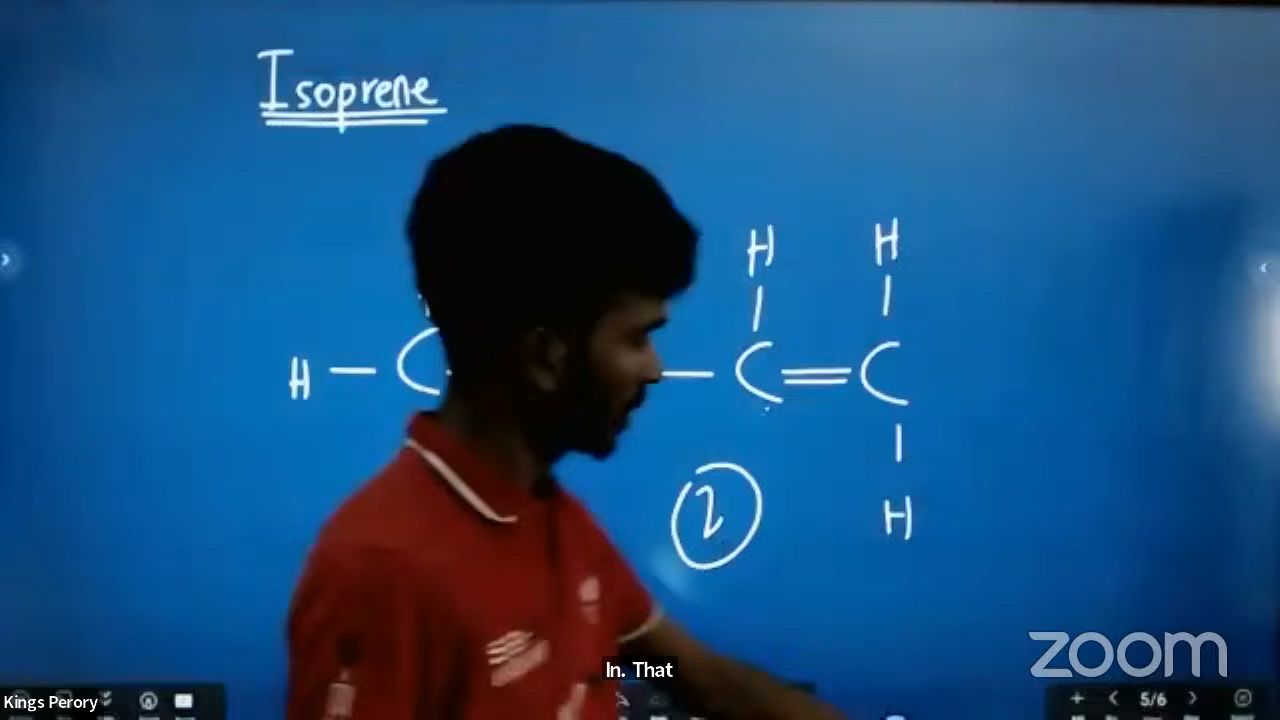 Isoprene
H H
H — C — C = C
2
H
In. That
zoom
Kings Perory
5/6